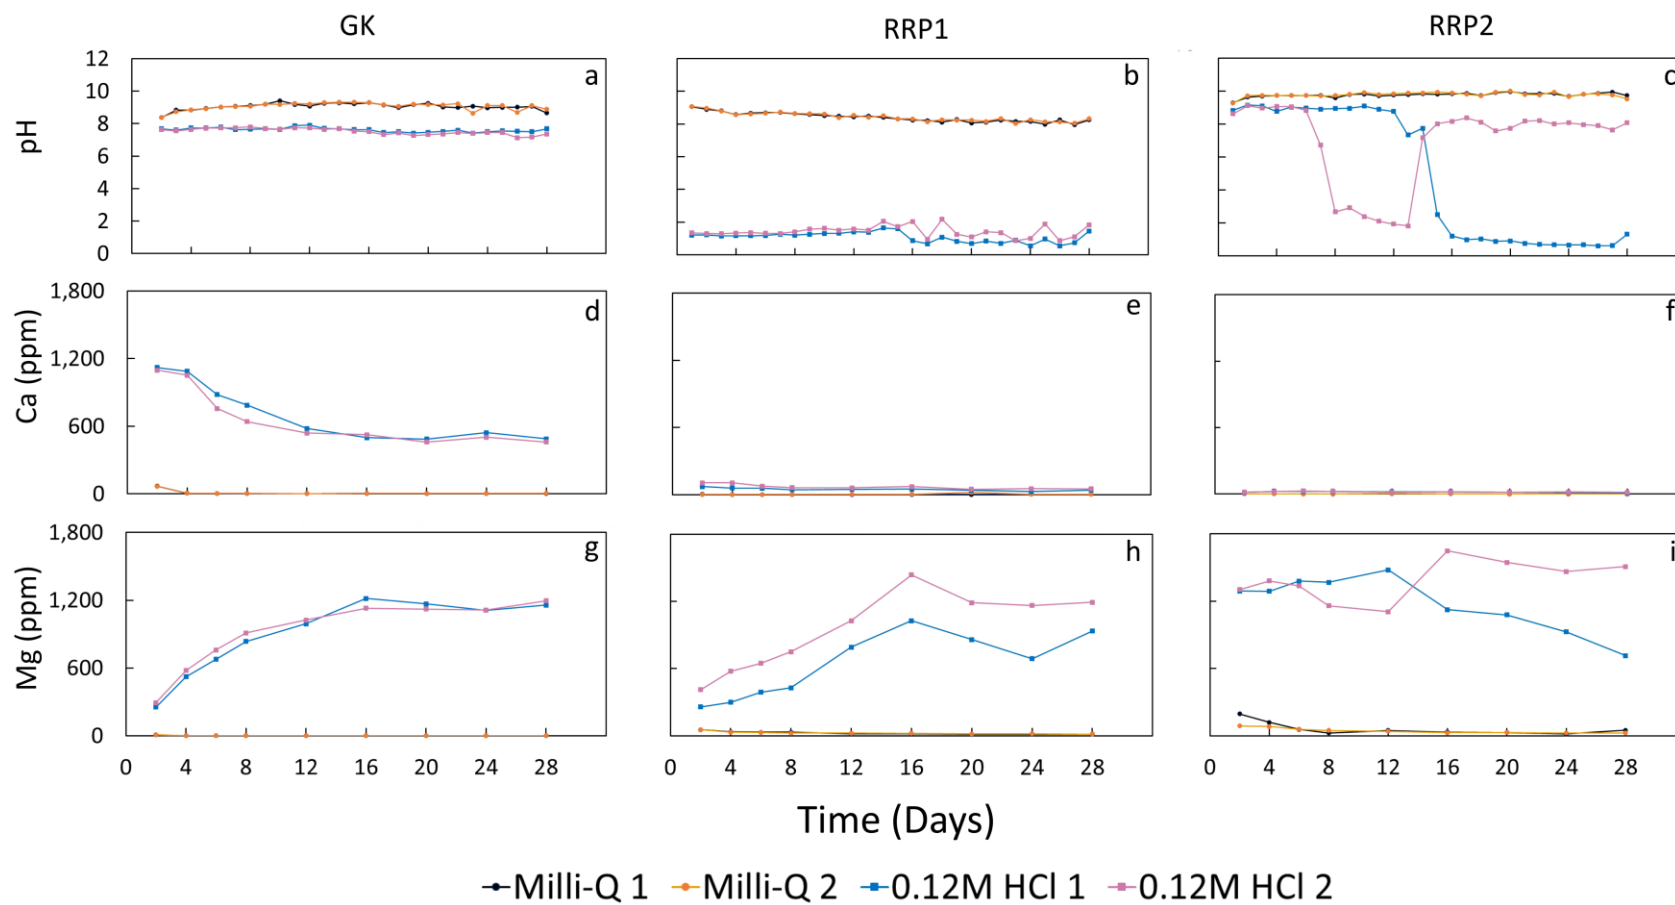 GK RRP1 RRP2
12 a b c
10
8
pH 6
4
2
0
1,800 d e f
1,200
Ca (ppm)
600
0
1,800 g h i
1,200
Mg (ppm)
600
0
0 4 8 12 16 20 24 28 0 4 8 12 16 20 24 28 0 4 8 12 16 20 24 28
Time (Days)
Milli-Q 1 Milli-Q 2 0.12M HCl 1 0.12M HCl 2